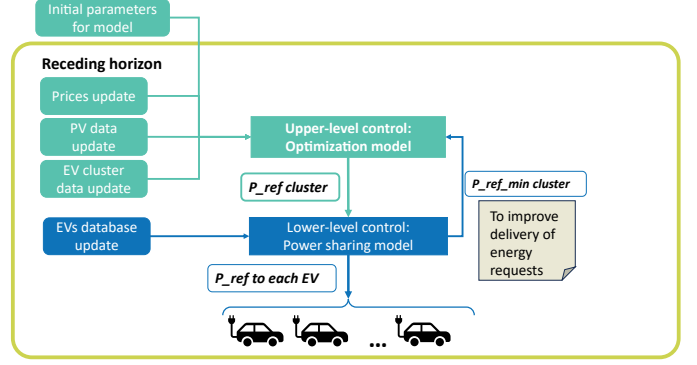 Initial parameters
for model
Receding horizon
Prices update
PV data
update
EV cluster
data update
EVs database
update
Upper-level control:
Optimization model
P_ref cluster
Lower-level control:
Power sharing model
P_ref_min cluster
To improve
delivery of
energy
requests
P_ref to each EV
...